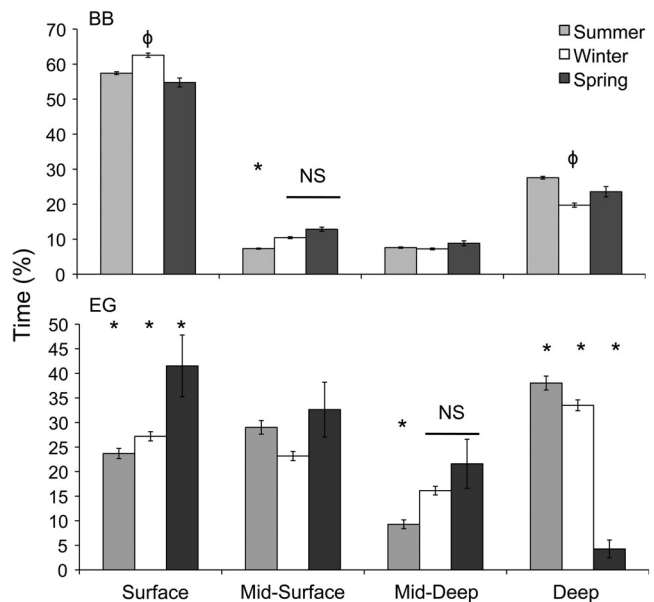 BB
ϕ
Summer
Winter
Spring
70
60
50
40
30
20
10
0
*
NS
ϕ
Time (%)
EG
50
45
40
35
30
25
20
15
10
5
0
* * *
*
NS
* * *
Surface Mid-Surface Mid-Deep Deep